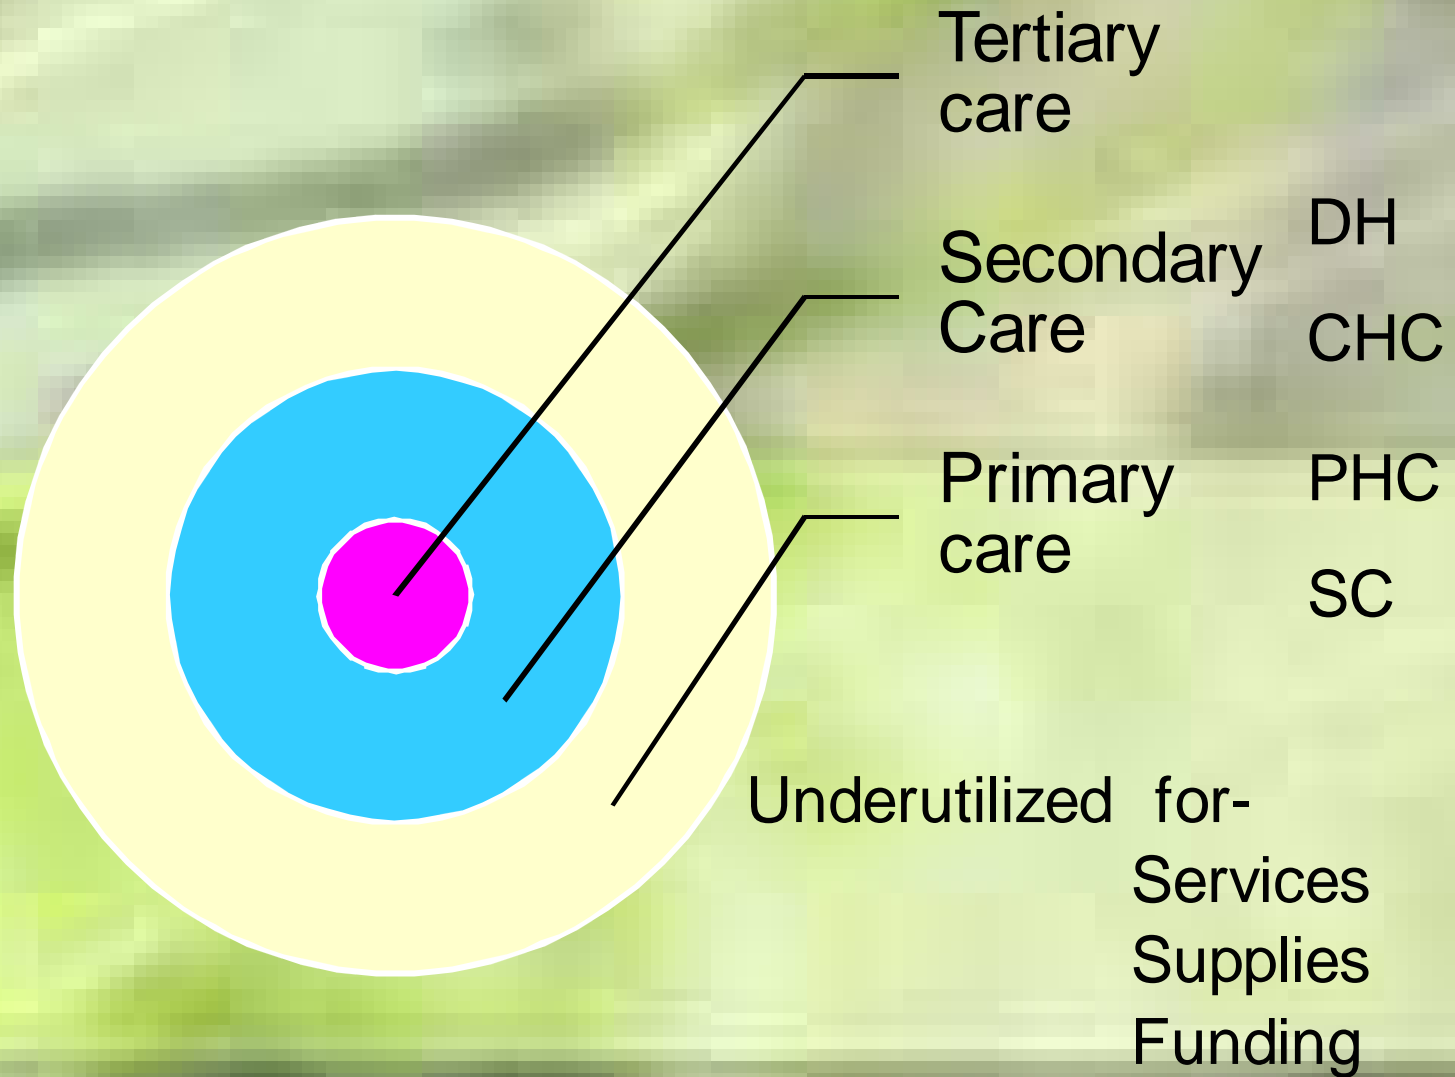 Tertiary
care
Secondary
Care
DH
CHC
Primary
care
PHC
SC
Underutilized for-
Services
Supplies
Funding